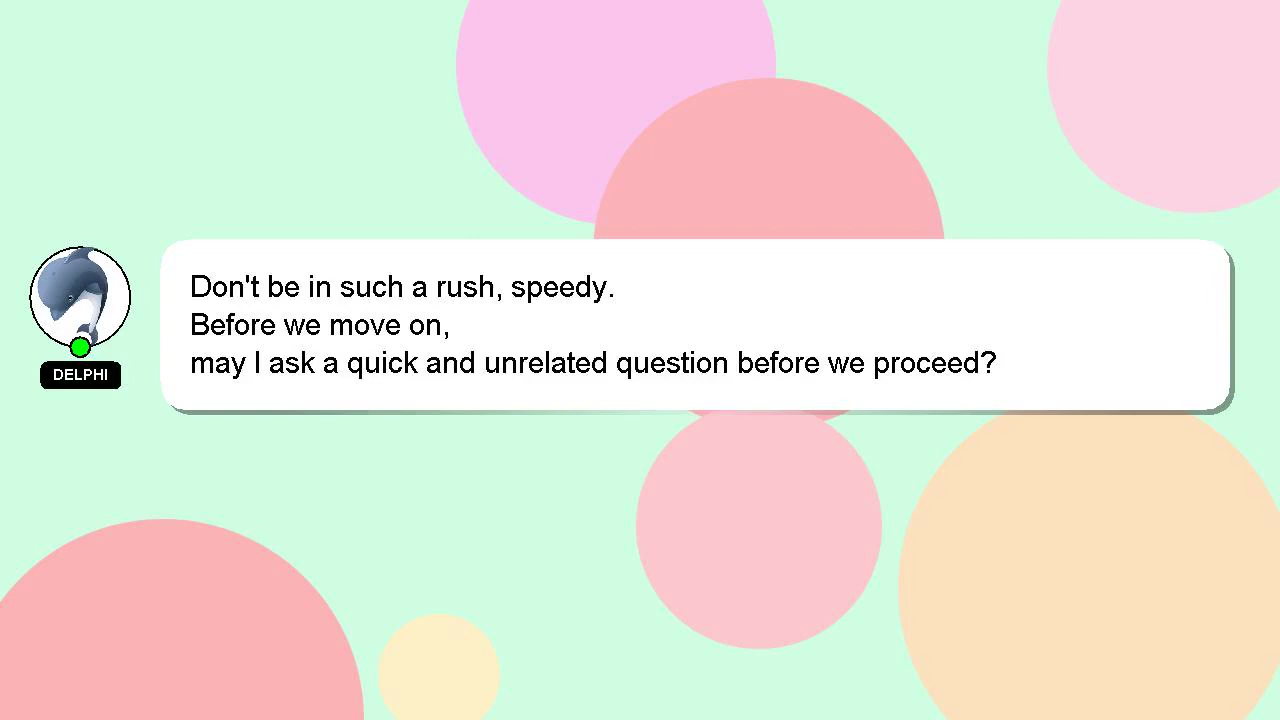 Don't be in such a rush, speedy.
Before we move on,
may I ask a quick and unrelated question before we proceed?
DELPHI